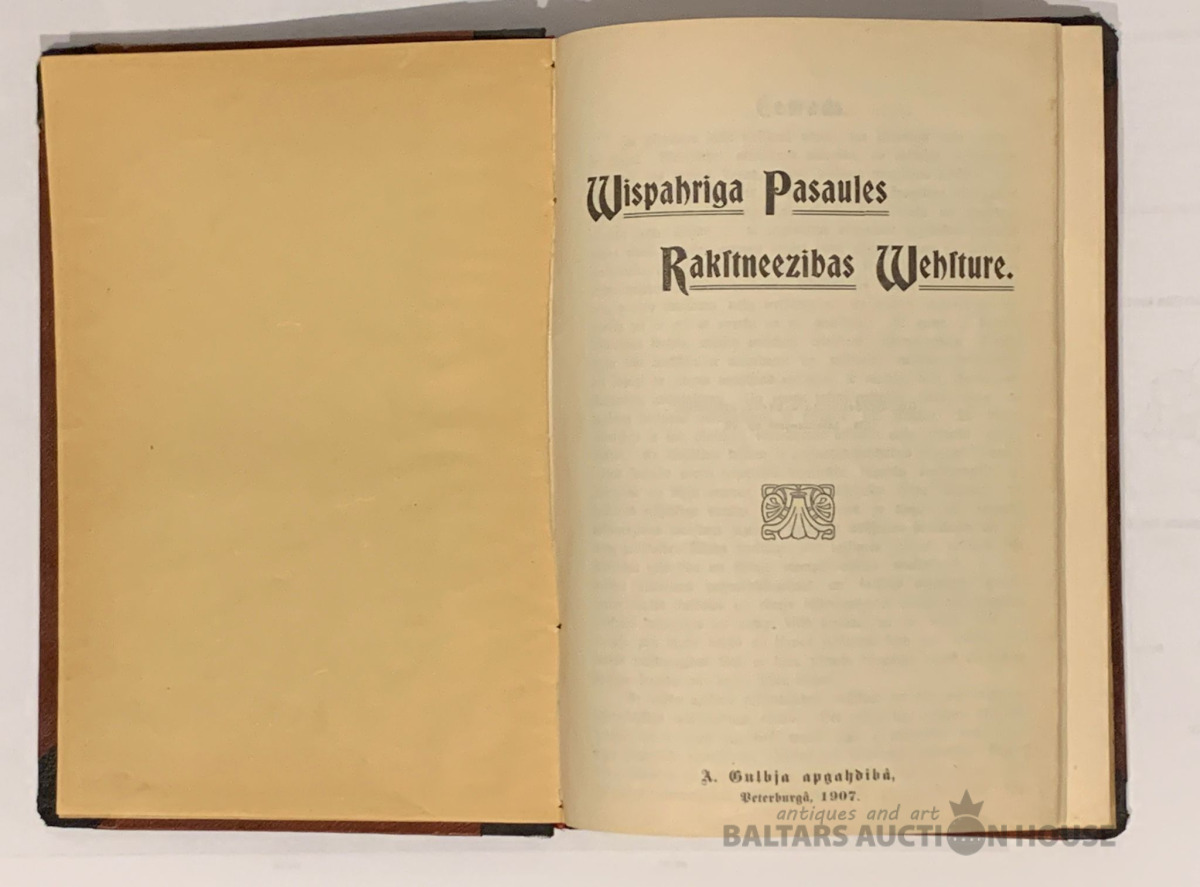 Wispahriga Pasaules
Rakſtneezibas Wehſture.
A. Gulbja apgahdibâ,
Peterburgâ, 1907.
antiques and art
BALTARS AUCTION HOUSE